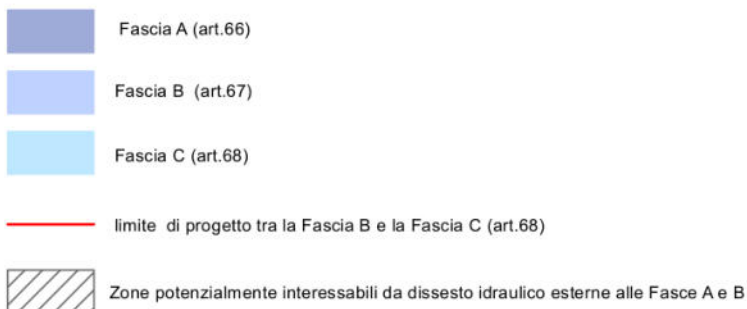 Fascia A (art.66)
Fascia B (art.67)
Fascia C (art.68)
limite di progetto tra la Fascia B e la Fascia C (art.68)
Zone potenzialmente interessabili da dissesto idraulico esterne alle Fasce A e B